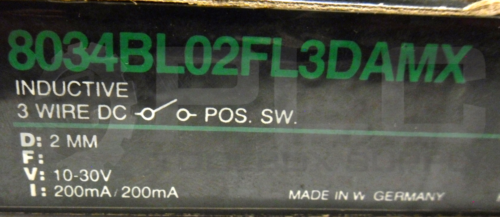 8034BL02FL3DAMX
INDUCTIVE
3 WIRE DC POS. SW.
D: 2 MM
F:
V: 10-30V
I: 200mA/200mA
MADE IN W. GERMANY